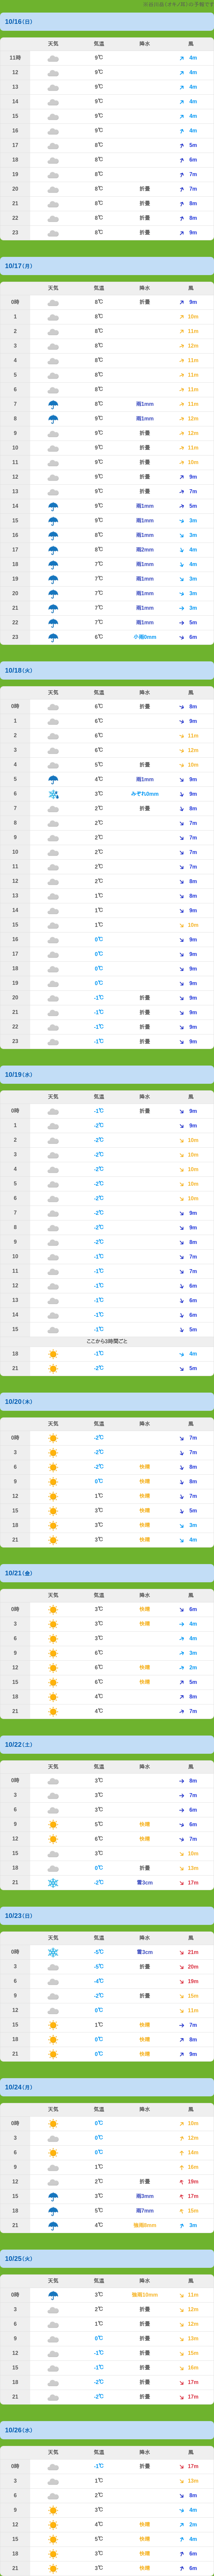 ※谷川岳(オキノ耳)の予報です
10/16(日)
天気 気温 降水 風
11時 9℃ 4m
12 9℃ 4m
13 9℃ 4m
14 9℃ 4m
15 9℃ 4m
16 9℃ 4m
17 8℃ 5m
18 8℃ 6m
19 8℃ 7m
20 8℃ 折畳 7m
21 8℃ 折畳 8m
22 8℃ 折畳 8m
23 8℃ 折畳 9m
10/17(月)
天気 気温 降水 風
0時 8℃ 折畳 9m
1 8℃ 10m
2 8℃ 11m
3 8℃ 12m
4 8℃ 11m
5 8℃ 11m
6 8℃ 11m
7 8℃ 雨1mm 11m
8 9℃ 雨1mm 12m
9 9℃ 折畳 12m
10 9℃ 折畳 11m
11 9℃ 折畳 10m
12 9℃ 折畳 9m
13 9℃ 折畳 7m
14 9℃ 雨1mm 5m
15 9℃ 雨1mm 3m
16 8℃ 雨1mm 3m
17 8℃ 雨2mm 4m
18 7℃ 雨1mm 4m
19 7℃ 雨1mm 3m
20 7℃ 雨1mm 3m
21 7℃ 雨1mm 3m
22 7℃ 雨1mm 5m
23 6℃ 小雨0mm 6m
10/18(火)
天気 気温 降水 風
0時 6℃ 折畳 8m
1 6℃ 9m
2 6℃ 11m
3 6℃ 12m
4 5℃ 折畳 10m
5 4℃ 雨1mm 9m
6 3℃ みぞれ0mm 9m
7 2℃ 折畳 8m
8 2℃ 7m
9 2℃ 7m
10 2℃ 7m
11 2℃ 7m
12 2℃ 8m
13 1℃ 8m
14 1℃ 9m
15 1℃ 10m
16 0℃ 9m
17 0℃ 9m
18 0℃ 9m
19 0℃ 9m
20 -1℃ 折畳 9m
21 -1℃ 折畳 9m
22 -1℃ 折畳 9m
23 -1℃ 折畳 9m
10/19(水)
天気 気温 降水 風
0時 -1℃ 折畳 9m
1 -2℃ 9m
2 -2℃ 10m
3 -2℃ 10m
4 -2℃ 10m
5 -2℃ 10m
6 -2℃ 10m
7 -2℃ 9m
8 -2℃ 9m
9 -2℃ 8m
10 -1℃ 7m
11 -1℃ 7m
12 -1℃ 6m
13 -1℃ 6m
14 -1℃ 6m
15 -1℃ 5m
ここから3時間ごと
18 -1℃ 4m
21 -2℃ 5m
10/20(木)
天気 気温 降水 風
0時 -2℃ 7m
3 -2℃ 7m
6 -2℃ 快晴 8m
9 0℃ 快晴 8m
12 1℃ 快晴 7m
15 3℃ 快晴 5m
18 3℃ 快晴 3m
21 3℃ 快晴 4m
10/21(金)
天気 気温 降水 風
0時 3℃ 快晴 6m
3 3℃ 快晴 4m
6 3℃ 4m
9 6℃ 3m
12 6℃ 快晴 2m
15 6℃ 快晴 5m
18 4℃ 8m
21 4℃ 7m
10/22(土)
天気 気温 降水 風
0時 3℃ 8m
3 3℃ 7m
6 3℃ 6m
9 5℃ 快晴 6m
12 6℃ 快晴 7m
15 3℃ 10m
18 0℃ 折畳 13m
21 -2℃ 雪3cm 17m
10/23(日)
天気 気温 降水 風
0時 -5℃ 雪3cm 21m
3 -5℃ 折畳 20m
6 -4℃ 19m
9 -2℃ 折畳 15m
12 0℃ 11m
15 1℃ 快晴 7m
18 0℃ 快晴 8m
21 0℃ 快晴 9m
10/24(月)
天気 気温 降水 風
0時 0℃ 10m
3 0℃ 12m
6 0℃ 14m
9 1℃ 16m
12 2℃ 折畳 19m
15 3℃ 雨3mm 17m
18 5℃ 雨7mm 15m
21 4℃ 強雨8mm 3m
10/25(火)
天気 気温 降水 風
0時 3℃ 強雨10mm 11m
3 2℃ 折畳 12m
6 1℃ 折畳 12m
9 0℃ 折畳 13m
12 -1℃ 折畳 15m
15 -1℃ 折畳 16m
18 -2℃ 折畳 17m
21 -2℃ 折畳 17m
10/26(水)
天気 気温 降水 風
0時 -1℃ 折畳 17m
3 1℃ 13m
6 2℃ 8m
9 3℃ 4m
12 4℃ 快晴 2m
15 5℃ 快晴 4m
18 3℃ 快晴 6m
21 3℃ 快晴 6m